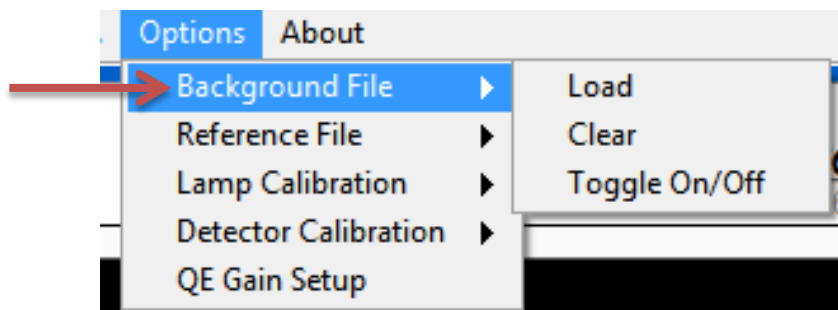 Options About
Background File
Load
Reference File
Clear
Lamp Calibration
Toggle On/Off
Detector Calibration
QE Gain Setup